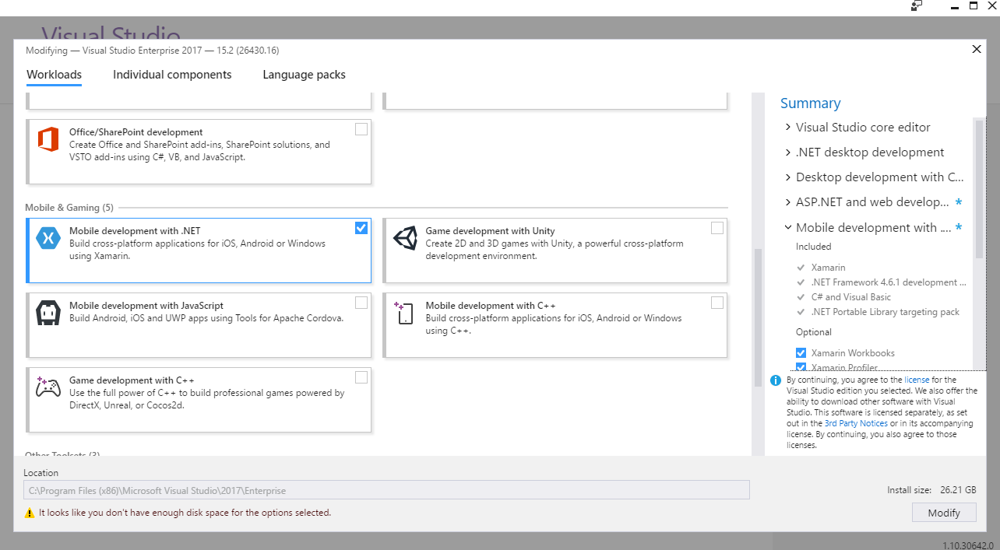 Visual Studio
Modifying — Visual Studio Enterprise 2017 — 15.2 (26430.16)
Workloads
Individual components
Language packs
Office/SharePoint development
Create Office and SharePoint add-ins, SharePoint solutions, and
VSTO add-ins using C#, VB, and JavaScript.
Mobile & Gaming (5)
Mobile development with .NET
Build cross-platform applications for iOS, Android or Windows
using Xamarin.
Game development with Unity
Create 2D and 3D games with Unity, a powerful cross-platform
development environment.
Mobile development with JavaScript
Build Android, iOS and UWP apps using Tools for Apache Cordova.
Mobile development with C++
Build cross-platform applications for iOS, Android or Windows
using C++.
Game development with C++
Use the full power of C++ to build professional games powered by
DirectX, Unreal, or Cocos2d.
Other Toolsets (3)
Summary
Visual Studio core editor
.NET desktop development
Desktop development with C...
ASP.NET and web develop... *
Mobile development with .... *
Included
Xamarin
.NET Framework 4.6.1 development ...
C# and Visual Basic
.NET Portable Library targeting pack
Optional
Xamarin Workbooks
Xamarin Profiler
By continuing, you agree to the license for the
Visual Studio edition you selected. We also offer the
ability to download other software with Visual
Studio. This software is licensed separately, as set
out in the 3rd Party Notices or in its accompanying
license. By continuing, you also agree to those
licenses.
Location
C:\Program Files (x86)\Microsoft Visual Studio\2017\Enterprise
It looks like you don't have enough disk space for the options selected.
Install size: 26.21 GB
Modify
1.10.30642.0